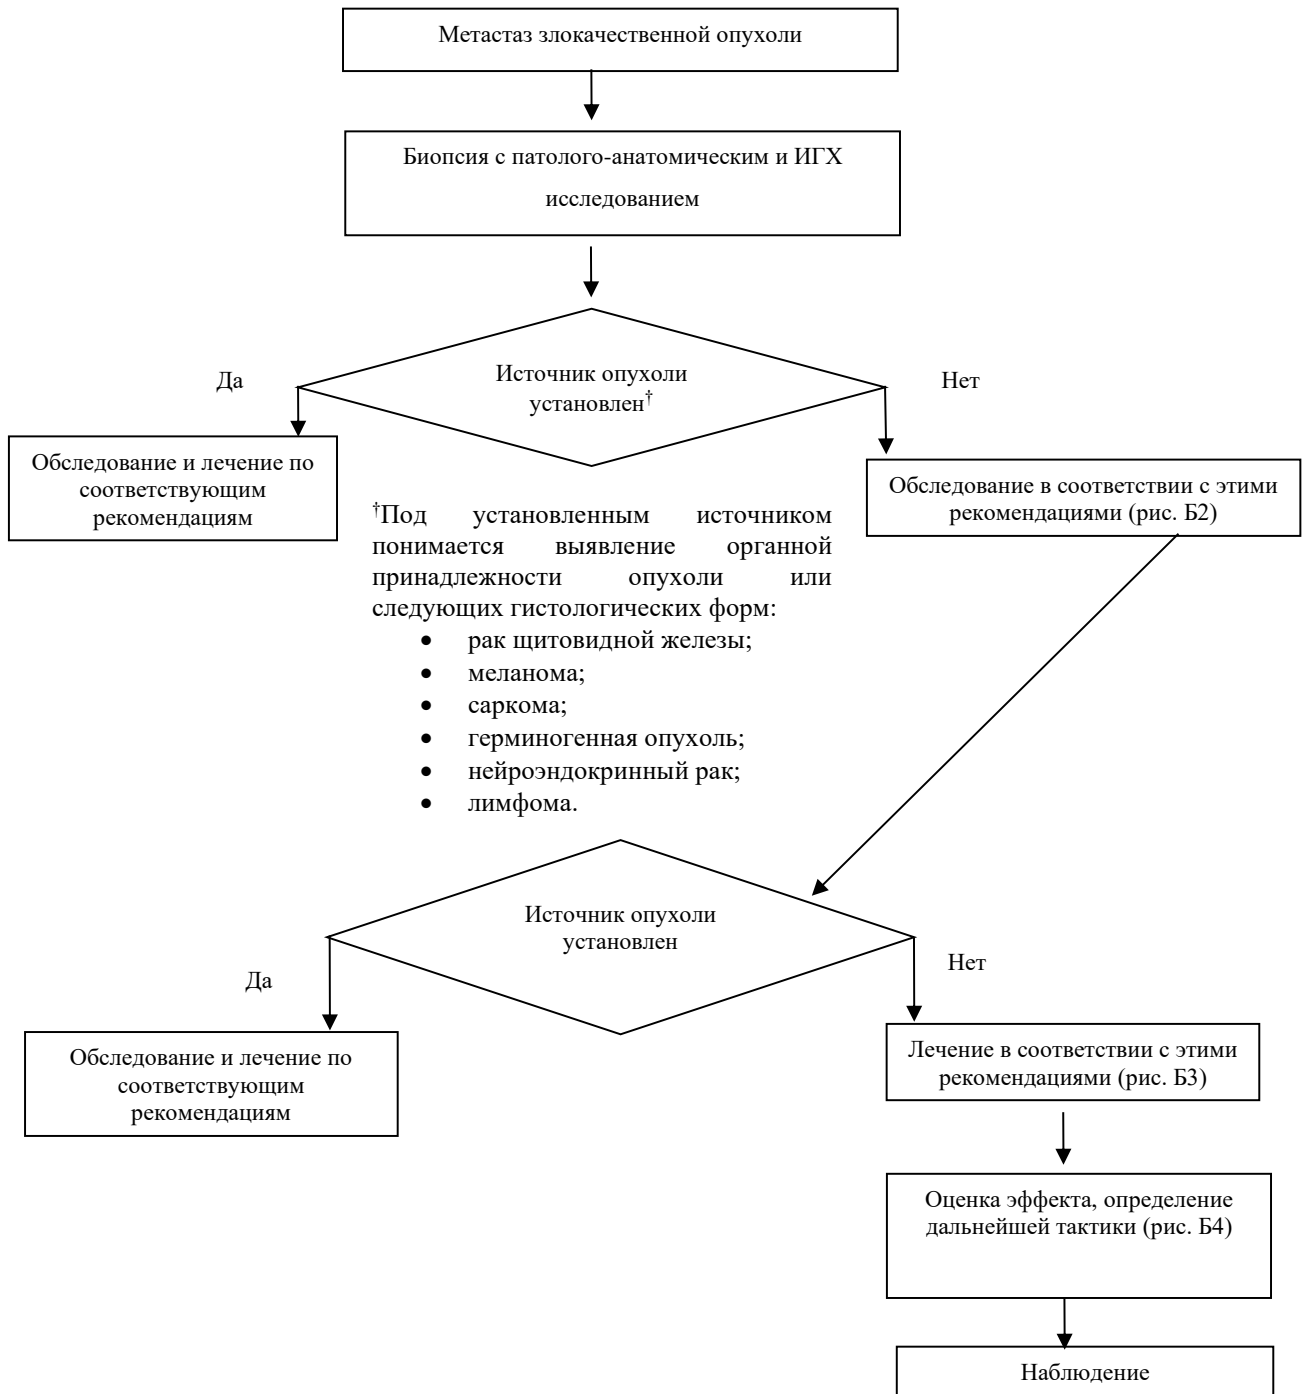 Метастаз злокачественной опухоли
Биопсия с патолого-анатомическим и ИГХ
исследованием
Да
Источник опухоли
установлен†
Нет
Обследование и лечение по
соответствующим
рекомендациям
Обследование в соответствии с этими
рекомендациями (рис. Б2)
†Под установленным источником
понимается выявление органной
принадлежности опухоли или
следующих гистологических форм:
• рак щитовидной железы;
• меланома;
• саркома;
• герминогенная опухоль;
• нейроэндокринный рак;
• лимфома.
Источник опухоли
установлен
Да
Нет
Обследование и лечение по
соответствующим
рекомендациям
Лечение в соответствии с этими
рекомендациями (рис. Б3)
Оценка эффекта, определение
дальнейшей тактики (рис. Б4)
Наблюдение